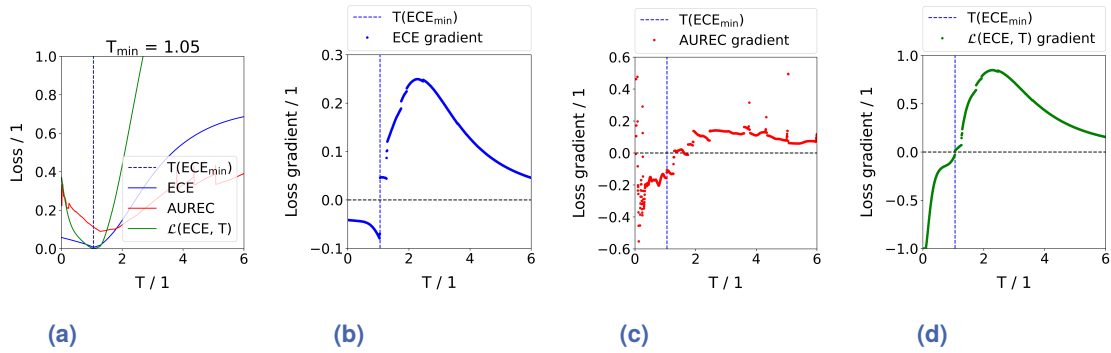 T_min = 1.05
Loss / 1
1.0
0.8
0.6
0.4
0.2
0.0
0
2
4
6
T / 1
T(ECE_min)
ECE
AUREC
ℒ(ECE, T)
(a)
T(ECE_min)
ECE gradient
Loss gradient / 1
0.3
0.2
0.1
0.0
−0.1
0
2
4
6
T / 1
(b)
T(ECE_min)
AUREC gradient
Loss gradient / 1
0.6
0.4
0.2
0.0
−0.2
−0.4
−0.6
0
2
4
6
T / 1
(c)
T(ECE_min)
ℒ(ECE, T) gradient
Loss gradient / 1
1.0
0.5
0.0
−0.5
−1.0
0
2
4
6
T / 1
(d)